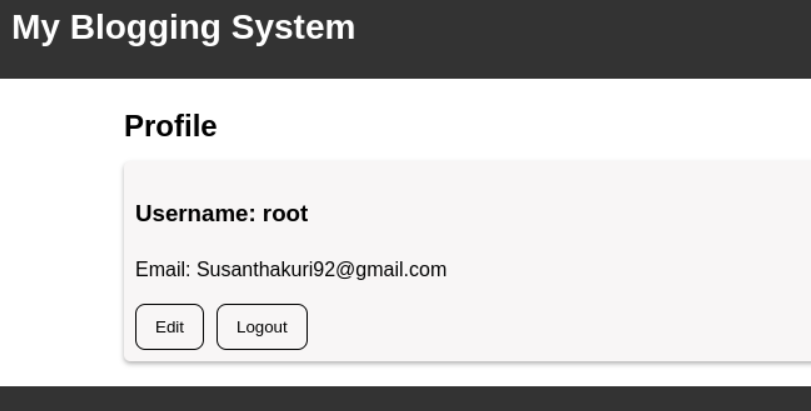 My Blogging System
Profile
Username: root
Email: Susanthakuri92@gmail.com
Edit Logout